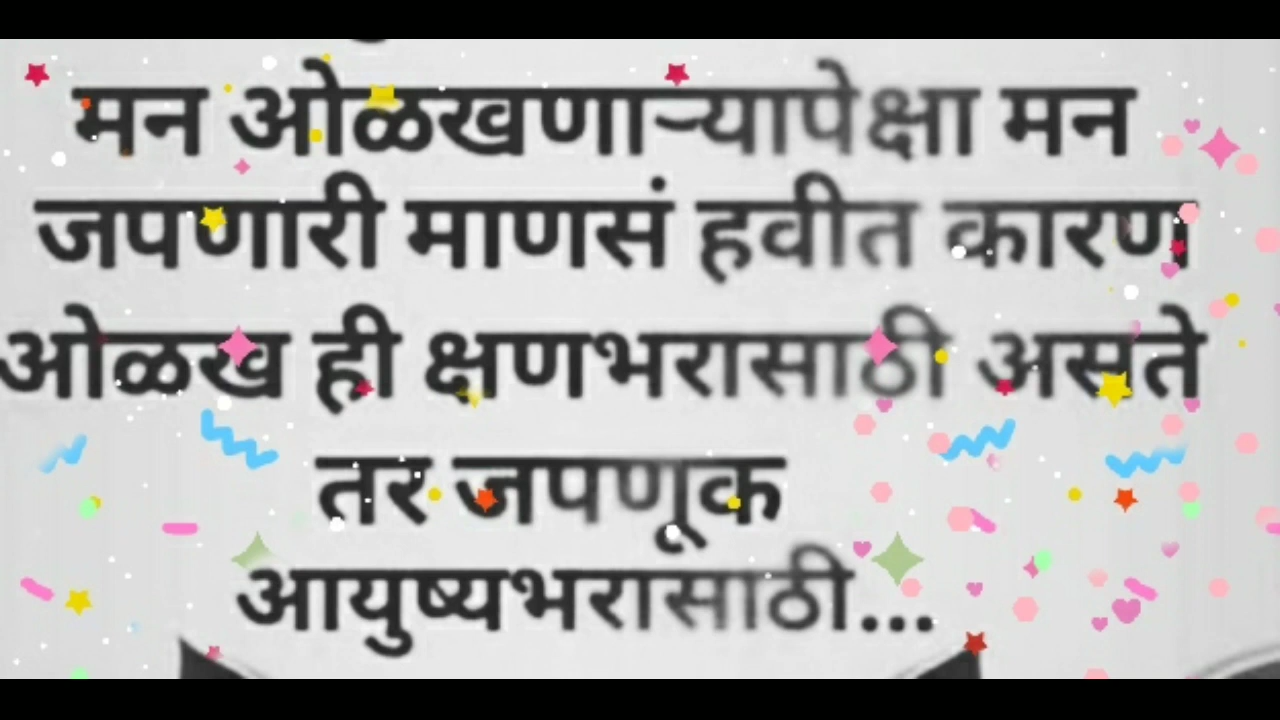 मन ओळखणाऱ्यापेक्षा मन
जपणारी माणसं हवीत कारण
ओळख ही क्षणभरासाठी असते
तर जपणूक
आयुष्यभरासाठी...